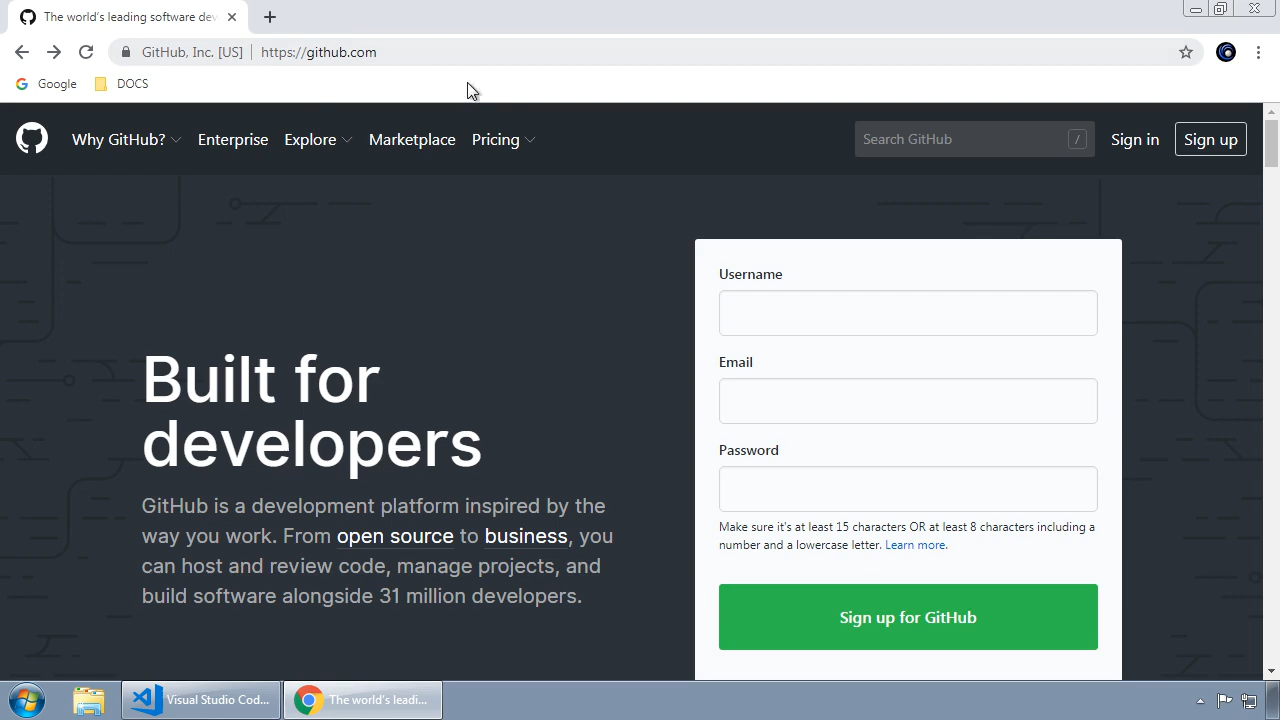 The world's leading software dev
GitHub, Inc. [US] https://github.com
Google DOCS
Why GitHub? Enterprise Explore Marketplace Pricing Search GitHub / Sign in Sign up
Username
Email
Password
Make sure it's at least 15 characters OR at least 8 characters including a
number and a lowercase letter. Learn more.
Sign up for GitHub
Built for
developers
GitHub is a development platform inspired by the
way you work. From open source to business, you
can host and review code, manage projects, and
build software alongside 31 million developers.
Visual Studio Cod... The world's leadi...